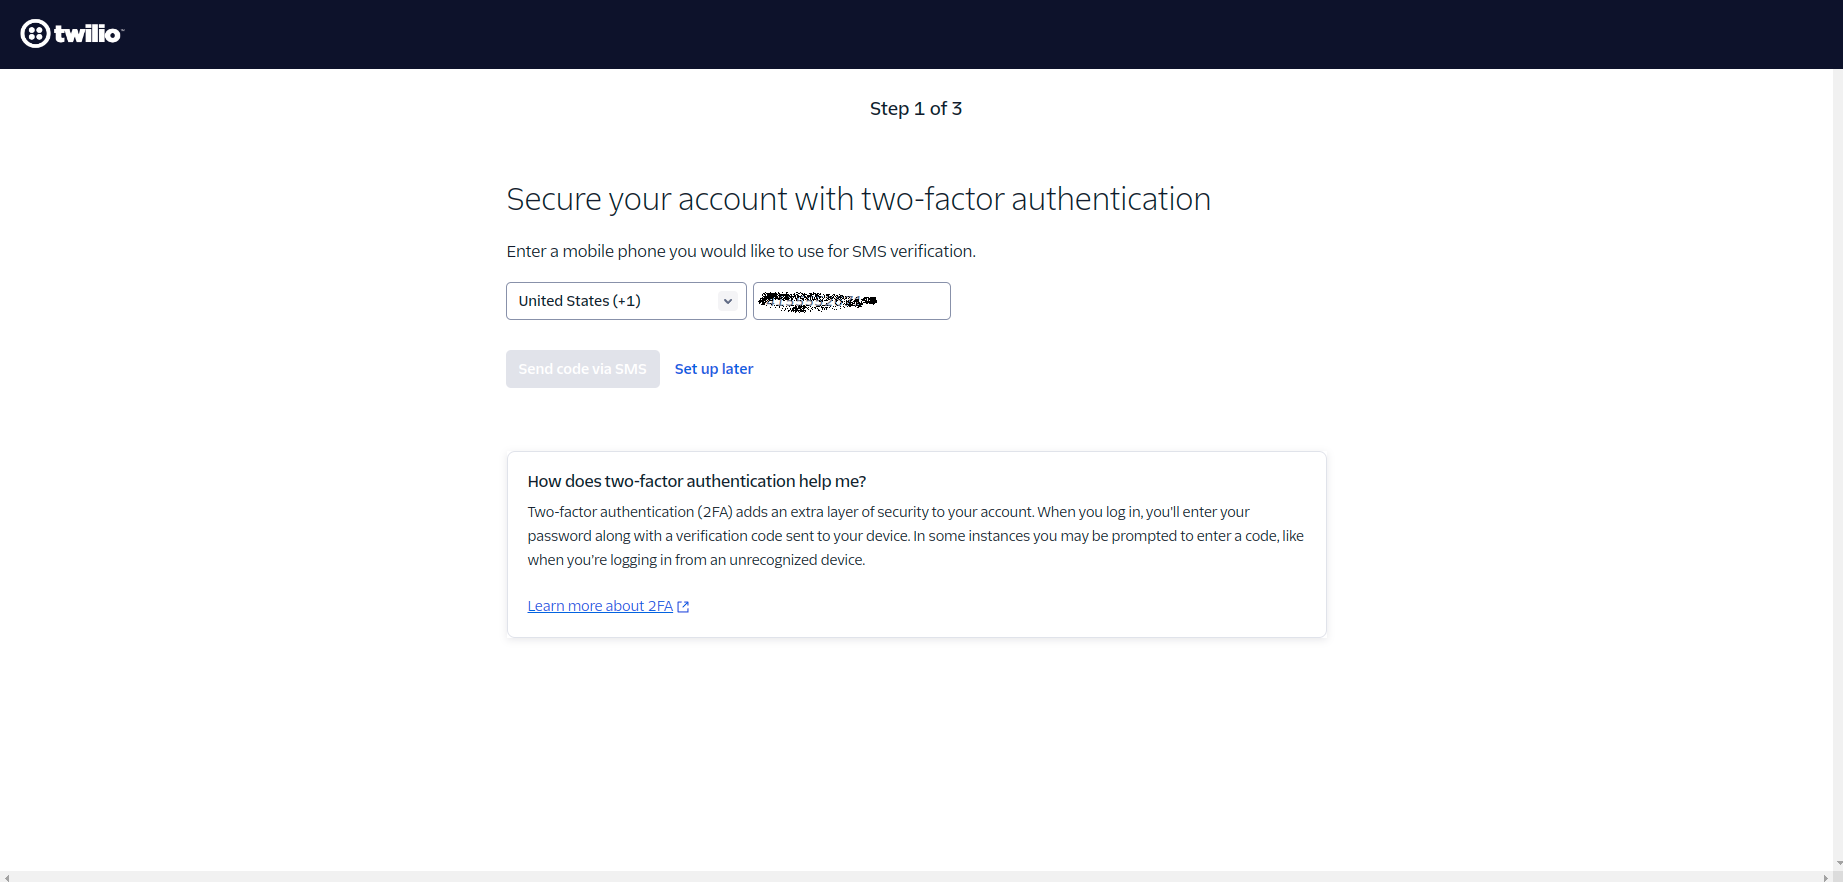 twilio
Step 1 of 3
Secure your account with two-factor authentication
Enter a mobile phone you would like to use for SMS verification.
United States (+1)
Send code via SMS Set up later
How does two-factor authentication help me?
Two-factor authentication (2FA) adds an extra layer of security to your account. When you log in, you'll enter your
password along with a verification code sent to your device. In some instances you may be prompted to enter a code, like
when you're logging in from an unrecognized device.
Learn more about 2FA